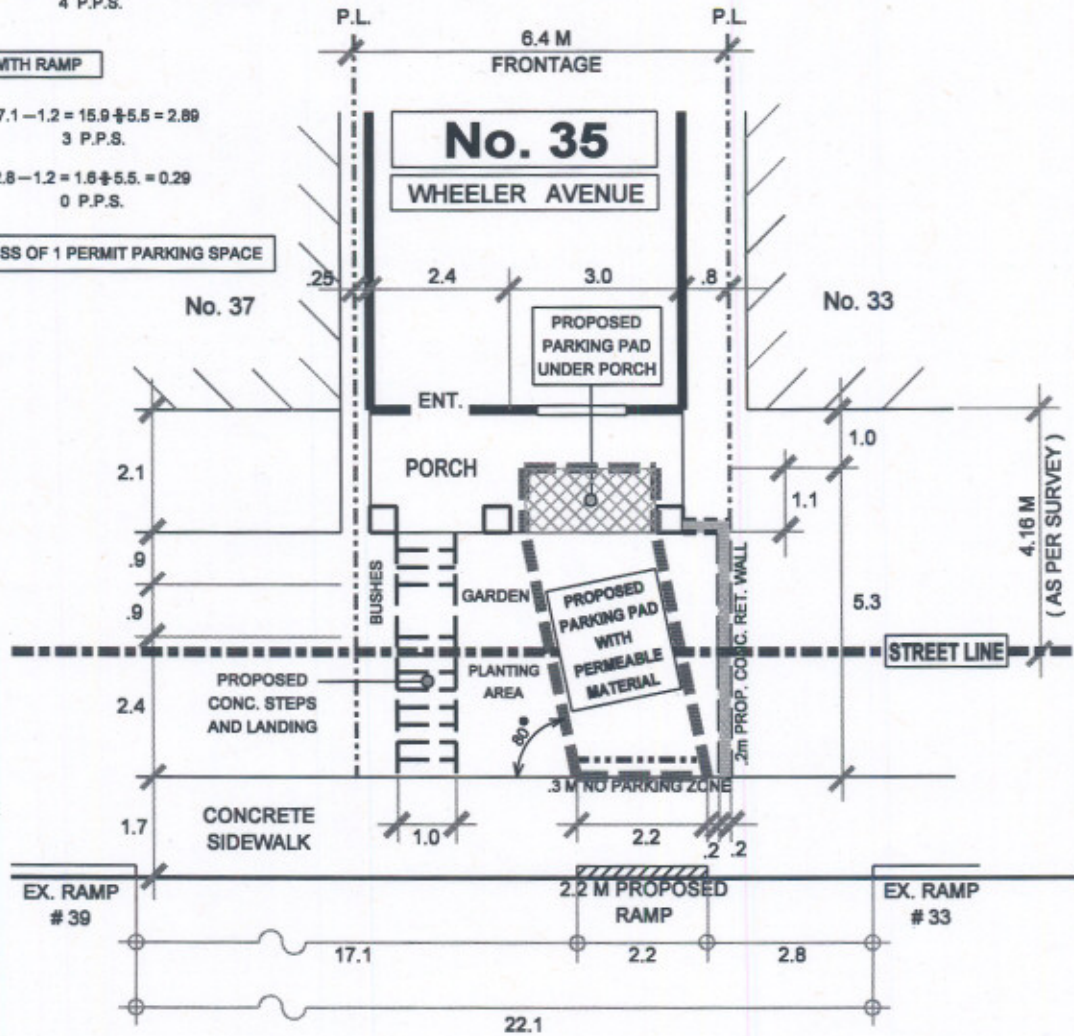 4 P.P.S.
P.L.
P.L.
6.4 M
FRONTAGE
RAMP
7.1 – 1.2 = 15.9 ÷ 5.5 = 2.89
3 P.P.S.
2.8 – 1.2 = 1.6 ÷ 5.5. = 0.29
0 P.P.S.
OF 1 PERMIT PARKING SPACE
No. 35
WHEELER AVENUE
.25
2.4
3.0
.8
No. 37
No. 33
PROPOSED
PARKING PAD
UNDER PORCH
ENT.
PORCH
2.1
1.0
1.1
4.16 M
( AS PER SURVEY )
.9
.9
BUSHES
GARDEN
PROPOSED
PARKING PAD
WITH
PERMEABLE
MATERIAL
.2m PROP. CONC. RET. WALL
5.3
STREET LINE
PROPOSED
CONC. STEPS
AND LANDING
PLANTING
AREA
2.4
80°
.3 M NO PARKING ZONE
CONCRETE
SIDEWALK
1.7
1.0
2.2
.2
.2
EX. RAMP
# 39
2.2 M PROPOSED
RAMP
EX. RAMP
# 33
17.1
2.2
2.8
22.1